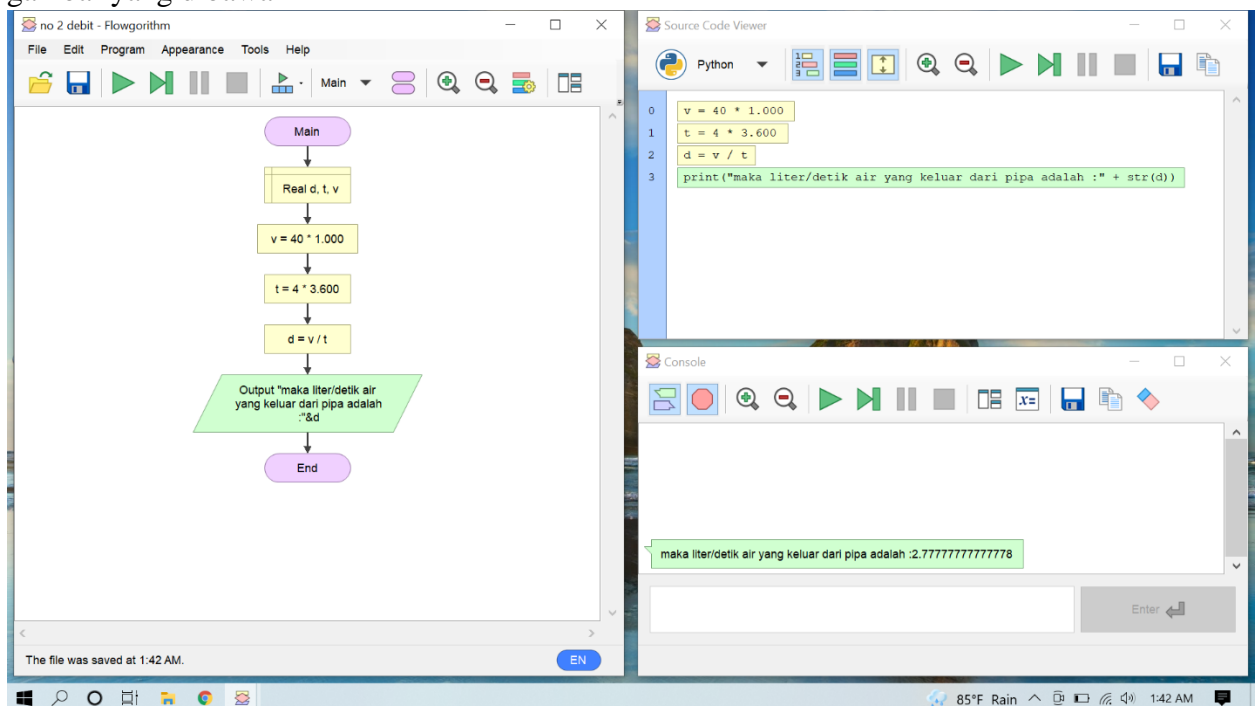 no 2 debit - Flowgorithm
File Edit Program Appearance Tools Help
Main
Main
Real d, t, v
v = 40 * 1.000
t = 4 * 3.600
d = v / t
Output "maka liter/detik air
yang keluar dari pipa adalah
:"&d
End
The file was saved at 1:42 AM.
EN
Source Code Viewer
Python
0 v = 40 * 1.000
1 t = 4 * 3.600
2 d = v / t
3 print("maka liter/detik air yang keluar dari pipa adalah :" + str(d))
Console
x=
maka liter/detik air yang keluar dari pipa adalah :2.77777777777778
Enter
85°F Rain
1:42 AM